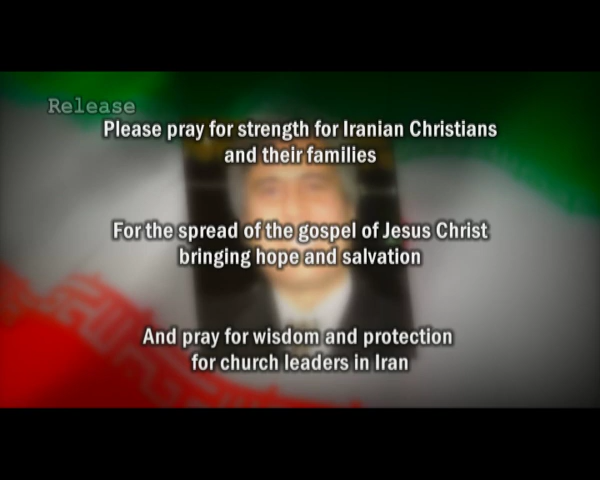 Release
Please pray for strength for Iranian Christians
and their families
For the spread of the gospel of Jesus Christ
bringing hope and salvation
And pray for wisdom and protection
for church leaders in Iran